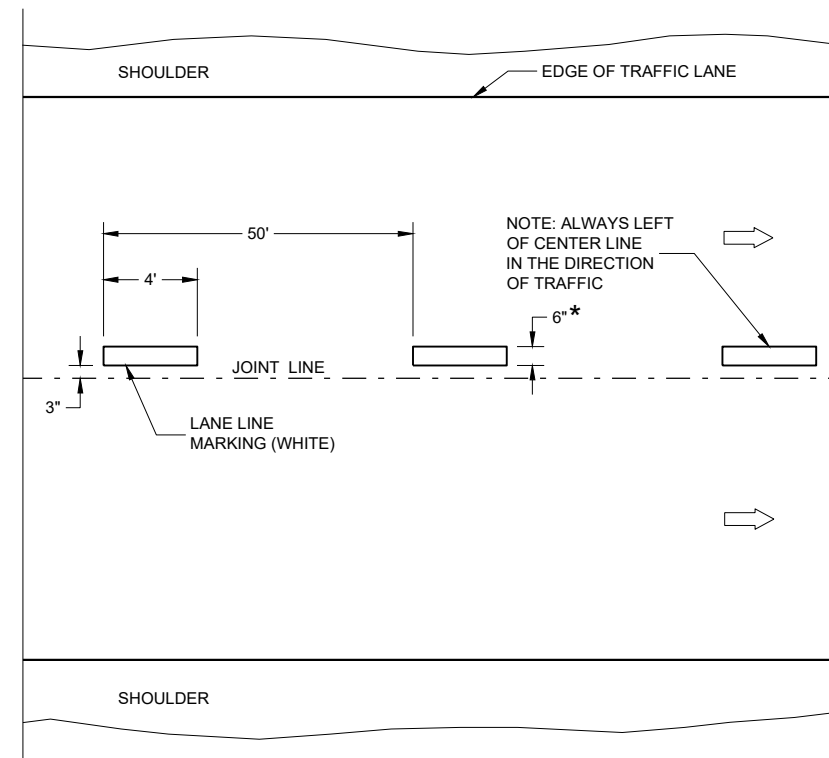 SHOULDER
EDGE OF TRAFFIC LANE
50'
NOTE: ALWAYS LEFT
OF CENTER LINE
IN THE DIRECTION
OF TRAFFIC
4'
6"*
JOINT LINE
3"
LANE LINE
MARKING (WHITE)
SHOULDER